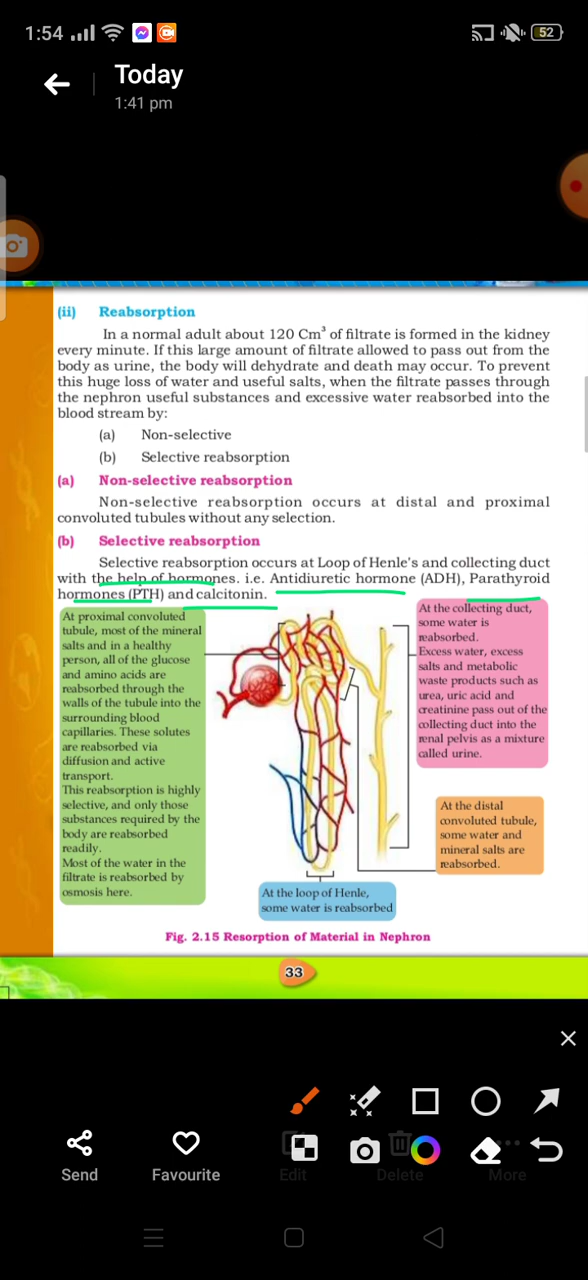 1:54
52
Today
1:41 pm
(ii) Reabsorption
In a normal adult about 120 Cm³ of filtrate is formed in the kidney
every minute. If this large amount of filtrate allowed to pass out from the
body as urine, the body will dehydrate and death may occur. To prevent
this huge loss of water and useful salts, when the filtrate passes through
the nephron useful substances and excessive water reabsorbed into the
blood stream by:
(a) Non-selective
(b) Selective reabsorption
(a) Non-selective reabsorption
Non-selective reabsorption occurs at distal and proximal
convoluted tubules without any selection.
(b) Selective reabsorption
Selective reabsorption occurs at Loop of Henle's and collecting duct
with the help of hormones. i.e. Antidiuretic hormone (ADH), Parathyroid
hormones (PTH) and calcitonin.
At proximal convoluted
tubule, most of the mineral
salts and in a healthy
person, all of the glucose
and amino acids are
reabsorbed through the
walls of the tubule into the
surrounding blood
capillaries. These solutes
are reabsorbed via
diffusion and active
transport.
This reabsorption is highly
selective, and only those
substances required by the
body are reabsorbed
readily.
Most of the water in the
filtrate is reabsorbed by
osmosis here.
At the collecting duct,
some water is
reabsorbed.
Excess water, excess
salts and metabolic
waste products such as
urea, uric acid and
creatinine pass out of the
collecting duct into the
renal pelvis as a mixture
called urine.
At the distal
convoluted tubule,
some water and
mineral salts are
reabsorbed.
At the loop of Henle,
some water is reabsorbed
Fig. 2.15 Resorption of Material in Nephron
33
Send
Favourite
Edit
Delete
More